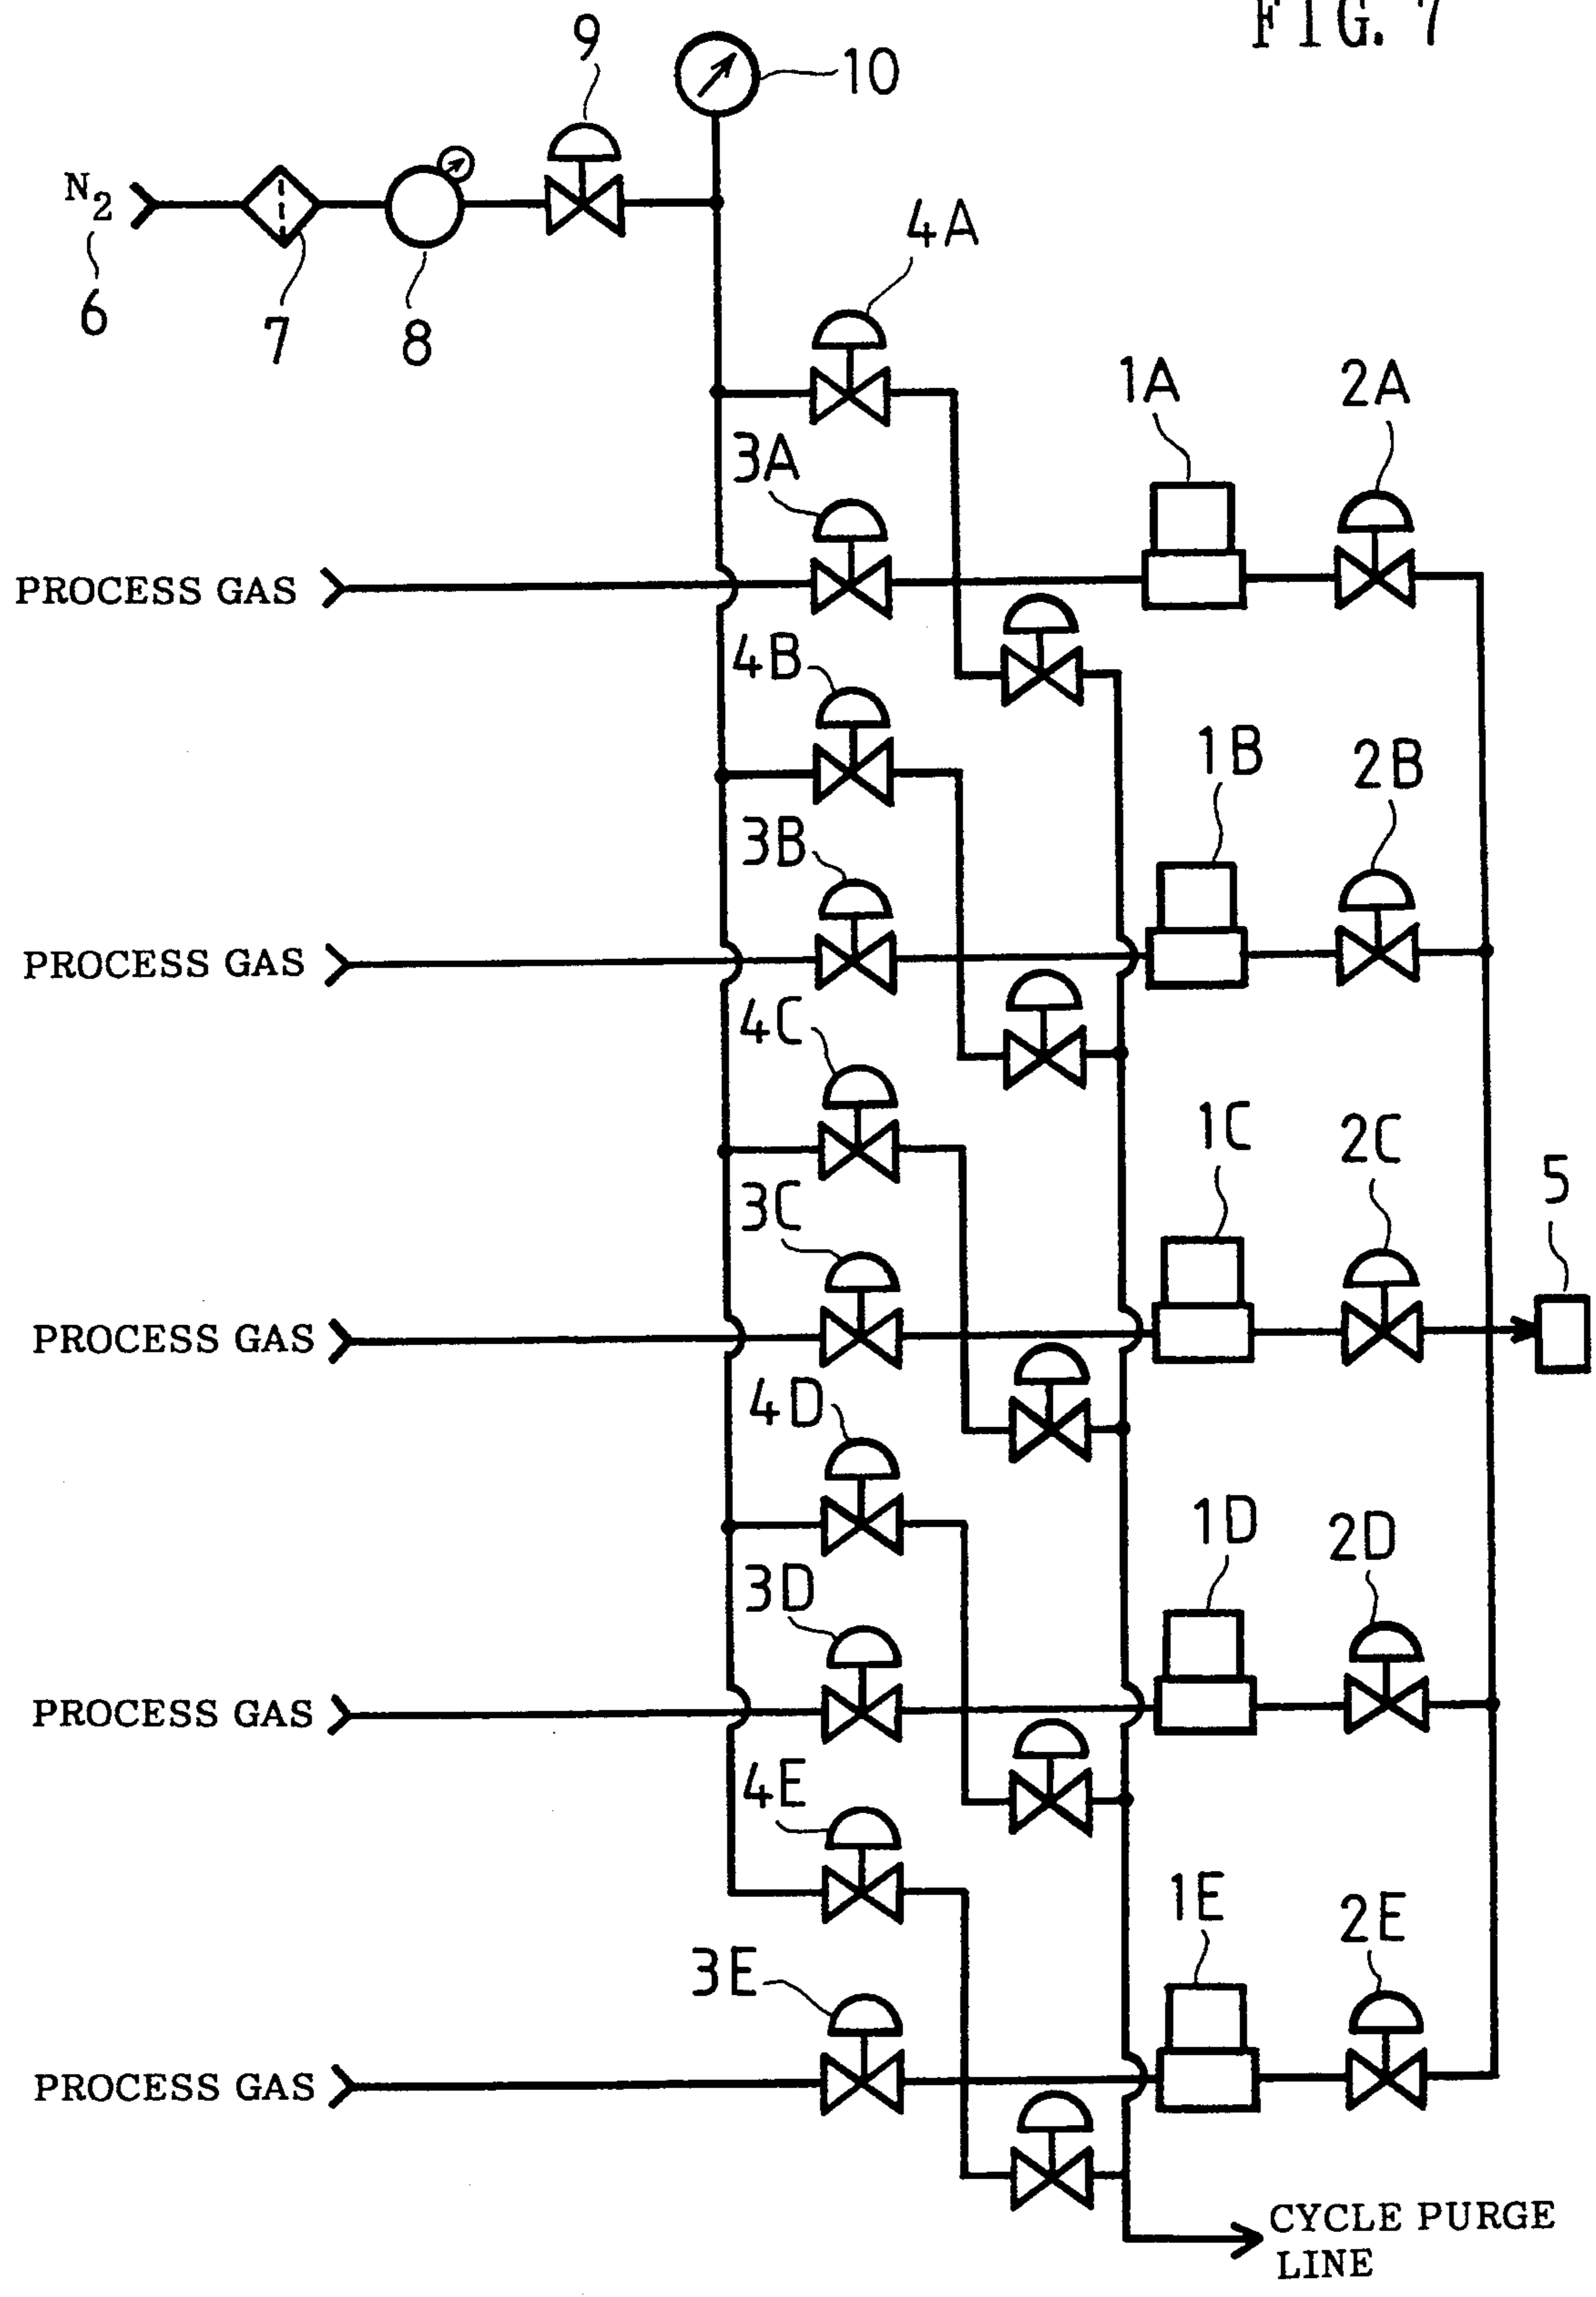 FIG. 7
9
10
N2
6
7
8
4A
1A
2A
3A
PROCESS GAS
4B
1B
2B
3B
PROCESS GAS
4C
1C
2C
5
3C
PROCESS GAS
4D
1D
2D
3D
PROCESS GAS
4E
1E
2E
3E
PROCESS GAS
CYCLE PURGE
LINE